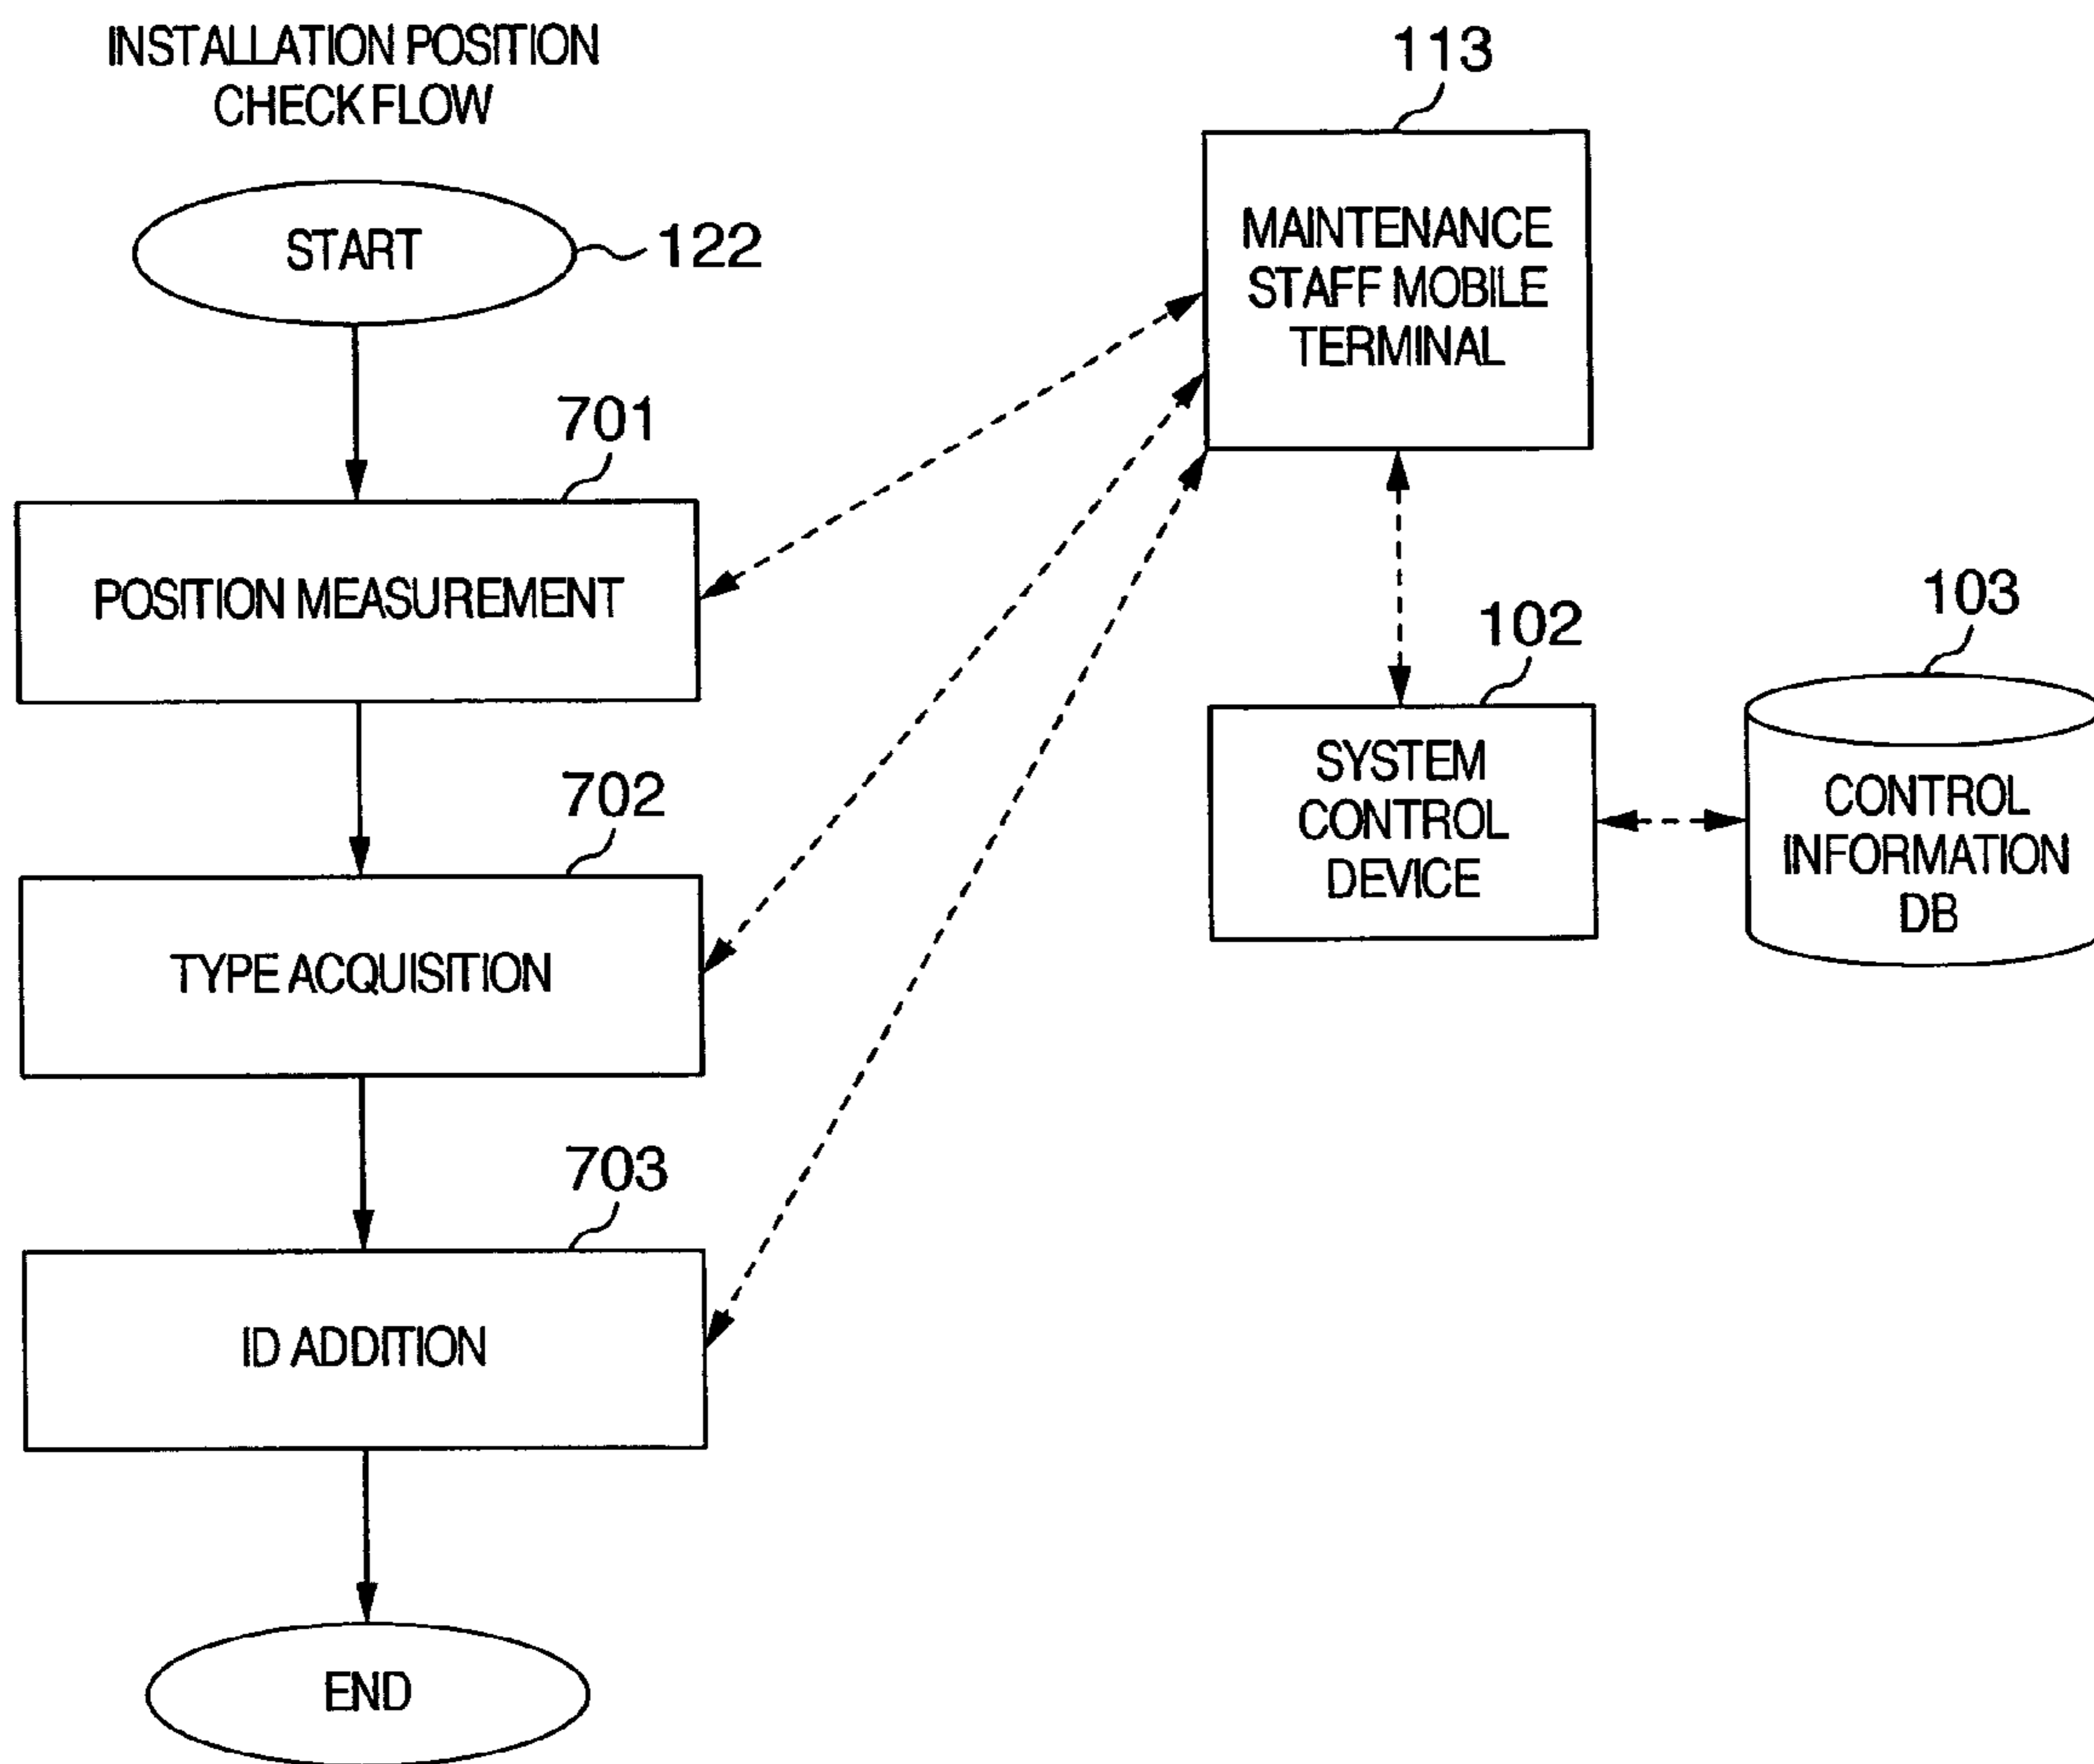 INSTALLATION POSITION
CHECK FLOW
START
122
701
POSITION MEASUREMENT
702
TYPE ACQUISITION
703
ID ADDITION
END
113
MAINTENANCE
STAFF MOBILE
TERMINAL
102
SYSTEM
CONTROL
DEVICE
103
CONTROL
INFORMATION
DB